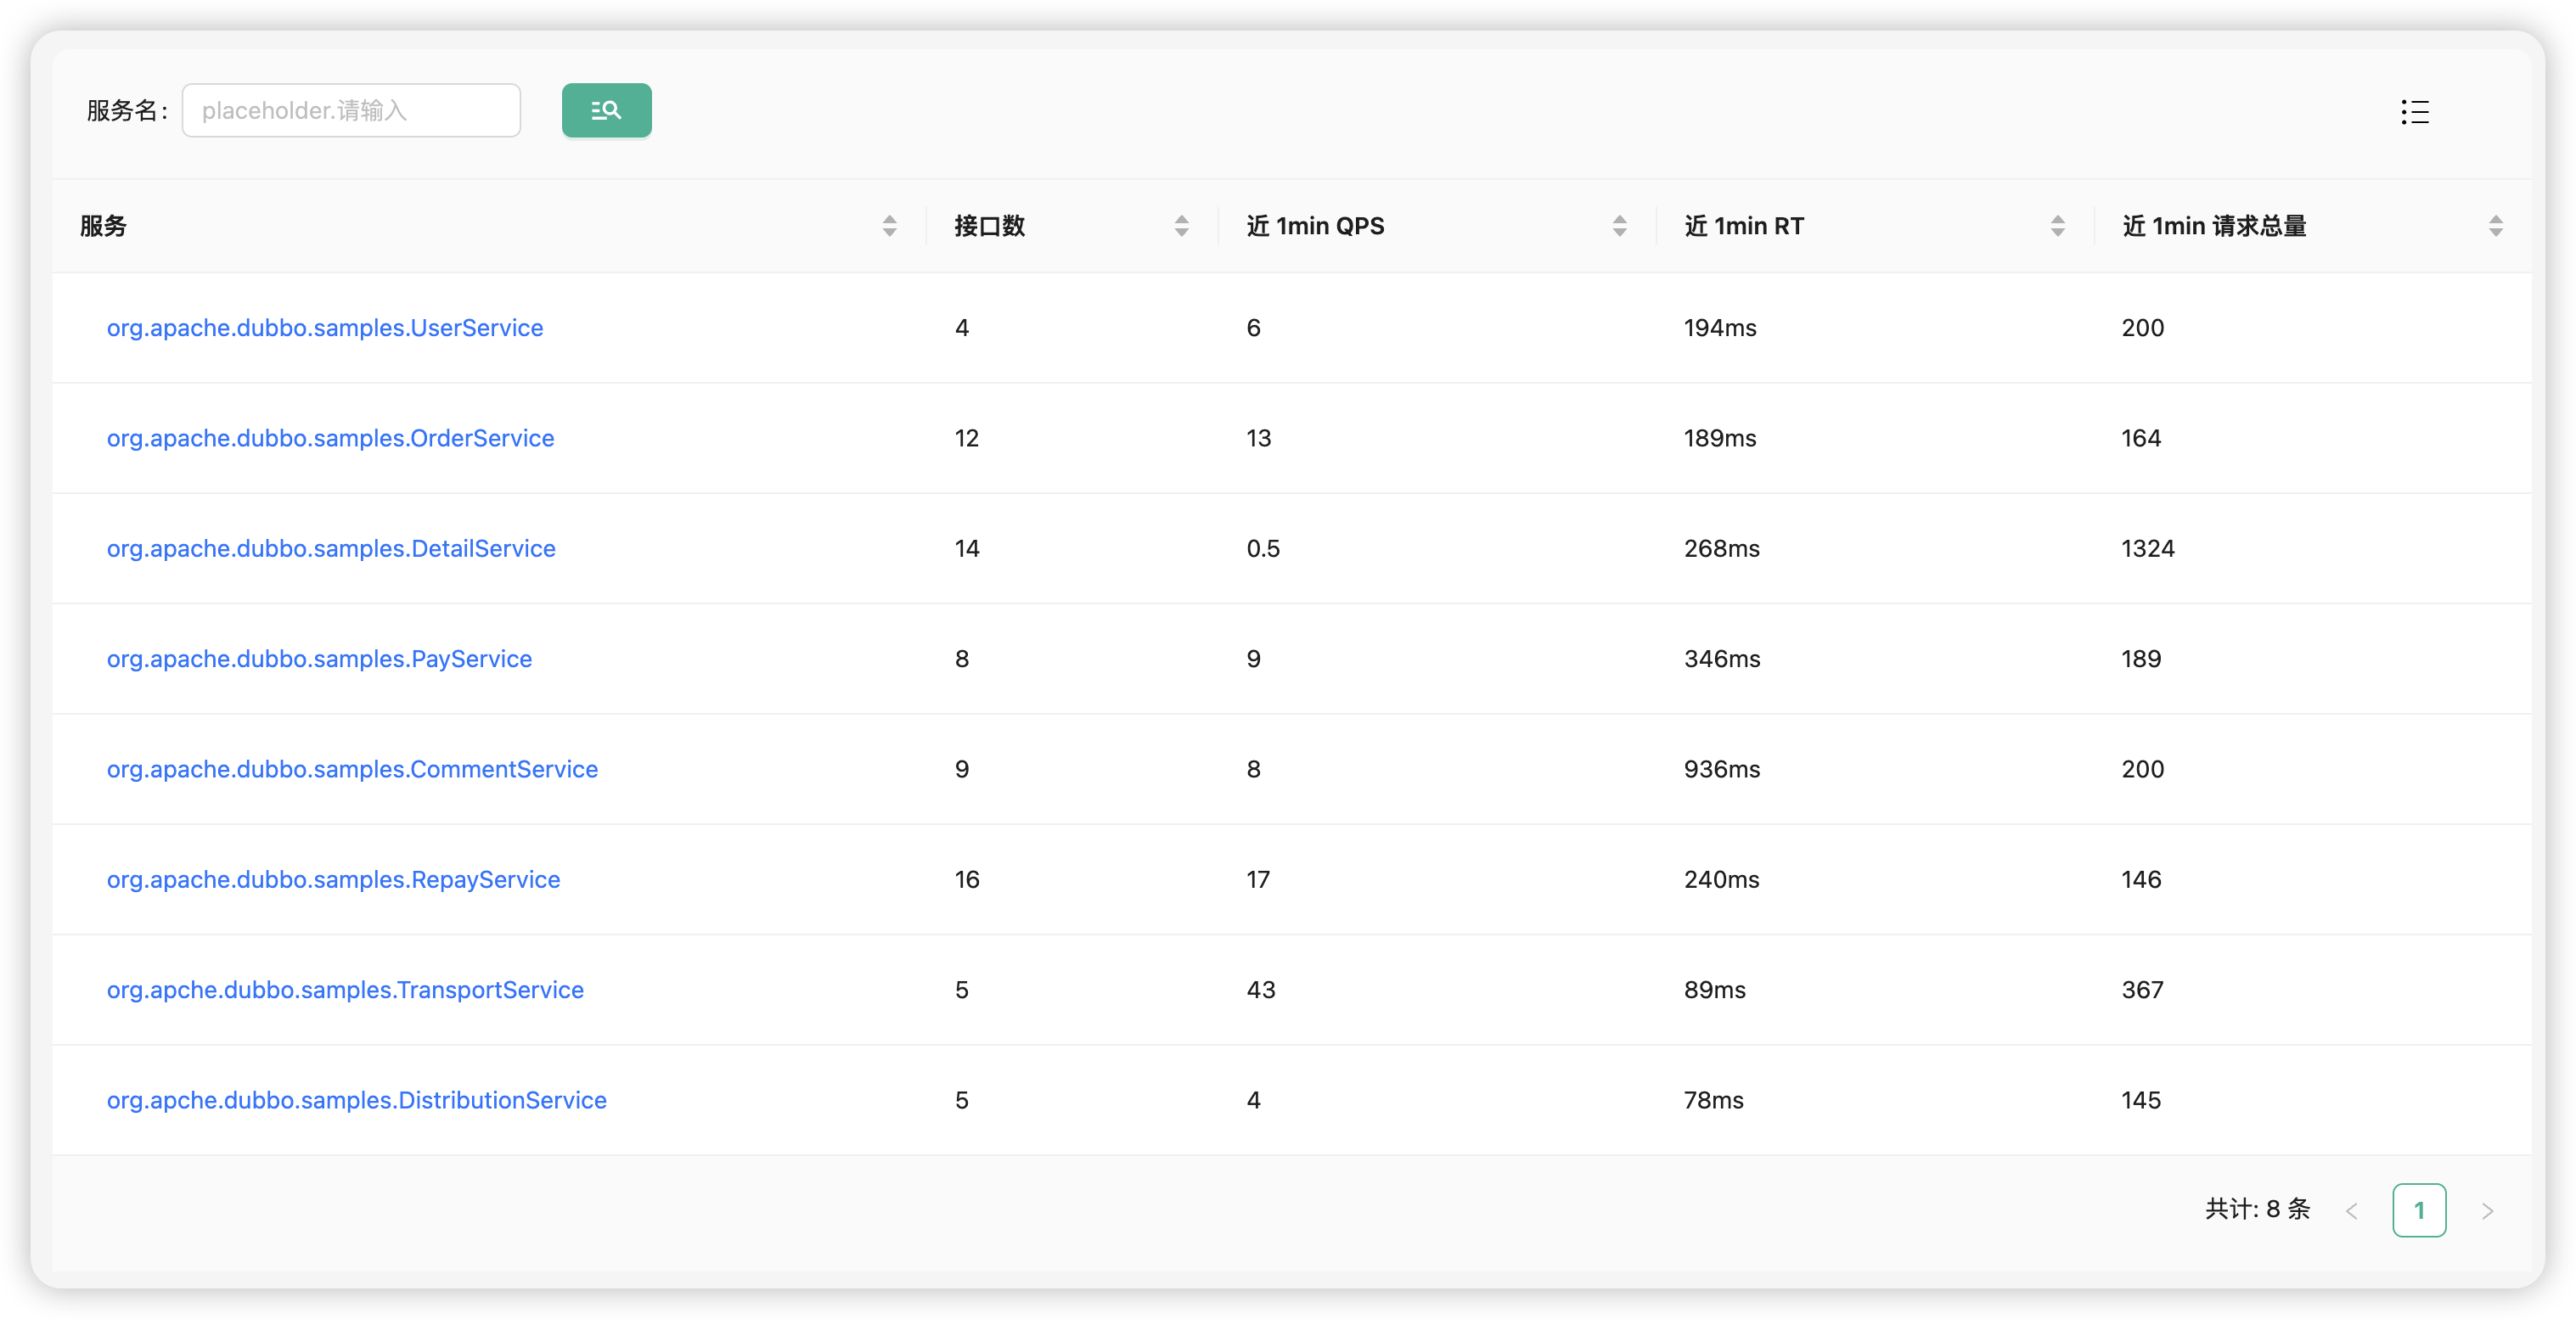 服务名: placeholder.请输入
服务 接口数 近 1min QPS 近 1min RT 近 1min 请求总量
org.apache.dubbo.samples.UserService 4 6 194ms 200
org.apache.dubbo.samples.OrderService 12 13 189ms 164
org.apache.dubbo.samples.DetailService 14 0.5 268ms 1324
org.apache.dubbo.samples.PayService 8 9 346ms 189
org.apache.dubbo.samples.CommentService 9 8 936ms 200
org.apache.dubbo.samples.RepayService 16 17 240ms 146
org.apche.dubbo.samples.TransportService 5 43 89ms 367
org.apche.dubbo.samples.DistributionService 5 4 78ms 145
共计: 8 条 < 1 >